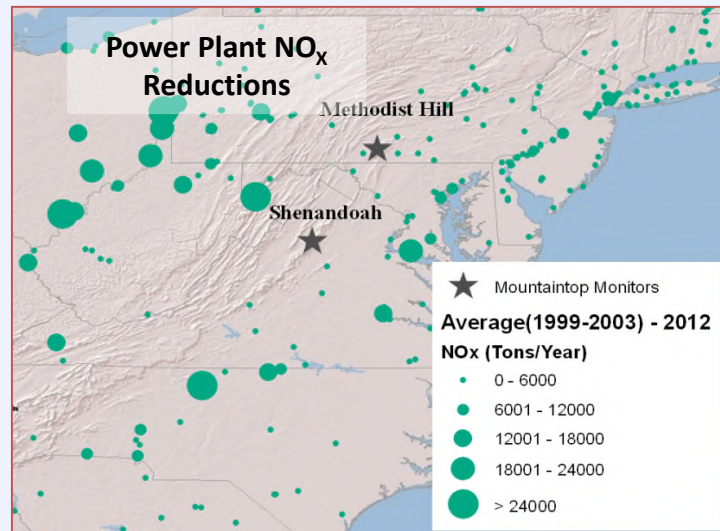 Power Plant NOX
Reductions
Methodist Hill
Shenandoah
Mountaintop Monitors
Average(1999-2003) - 2012
NOx (Tons/Year)
0 - 6000
6001 - 12000
12001 - 18000
18001 - 24000
> 24000